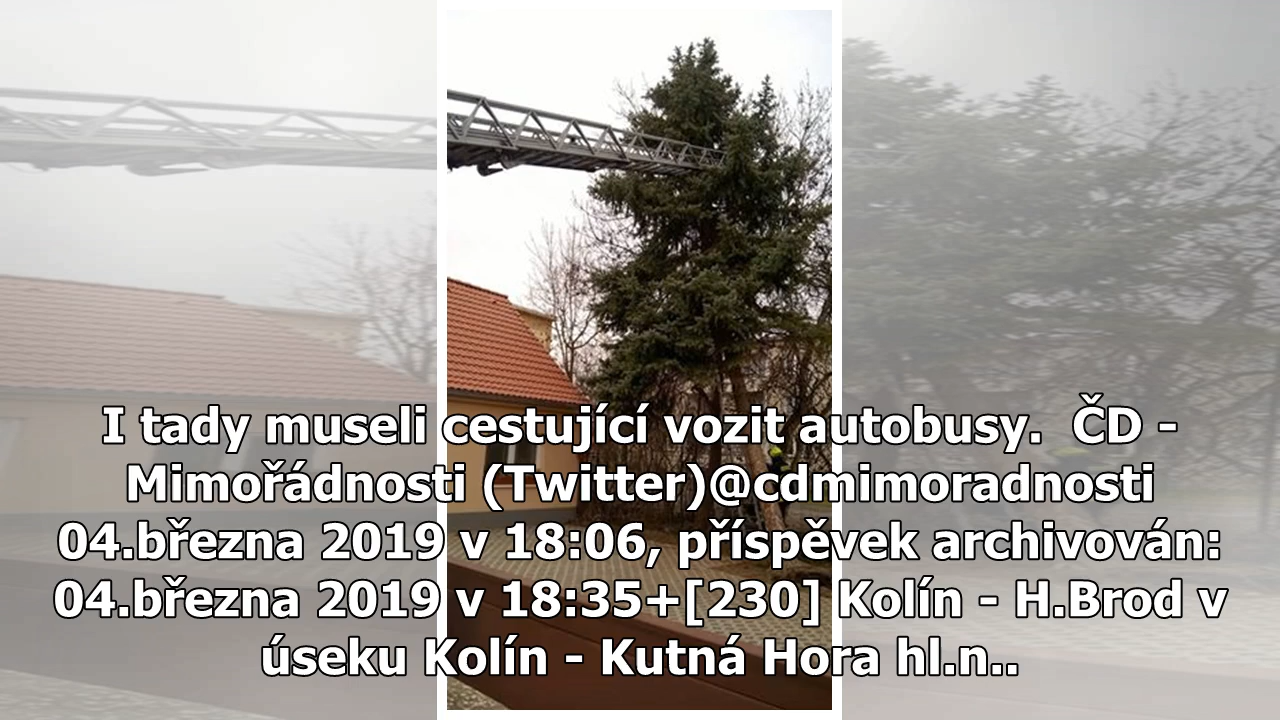 I tady museli cestující vozit autobusy.  ČD -
Mimořádnosti (Twitter)@cdmimoradnosti
04.března 2019 v 18:06, příspěvek archivován:
04.března 2019 v 18:35+[230] Kolín - H.Brod v
úseku Kolín - Kutná Hora hl.n..